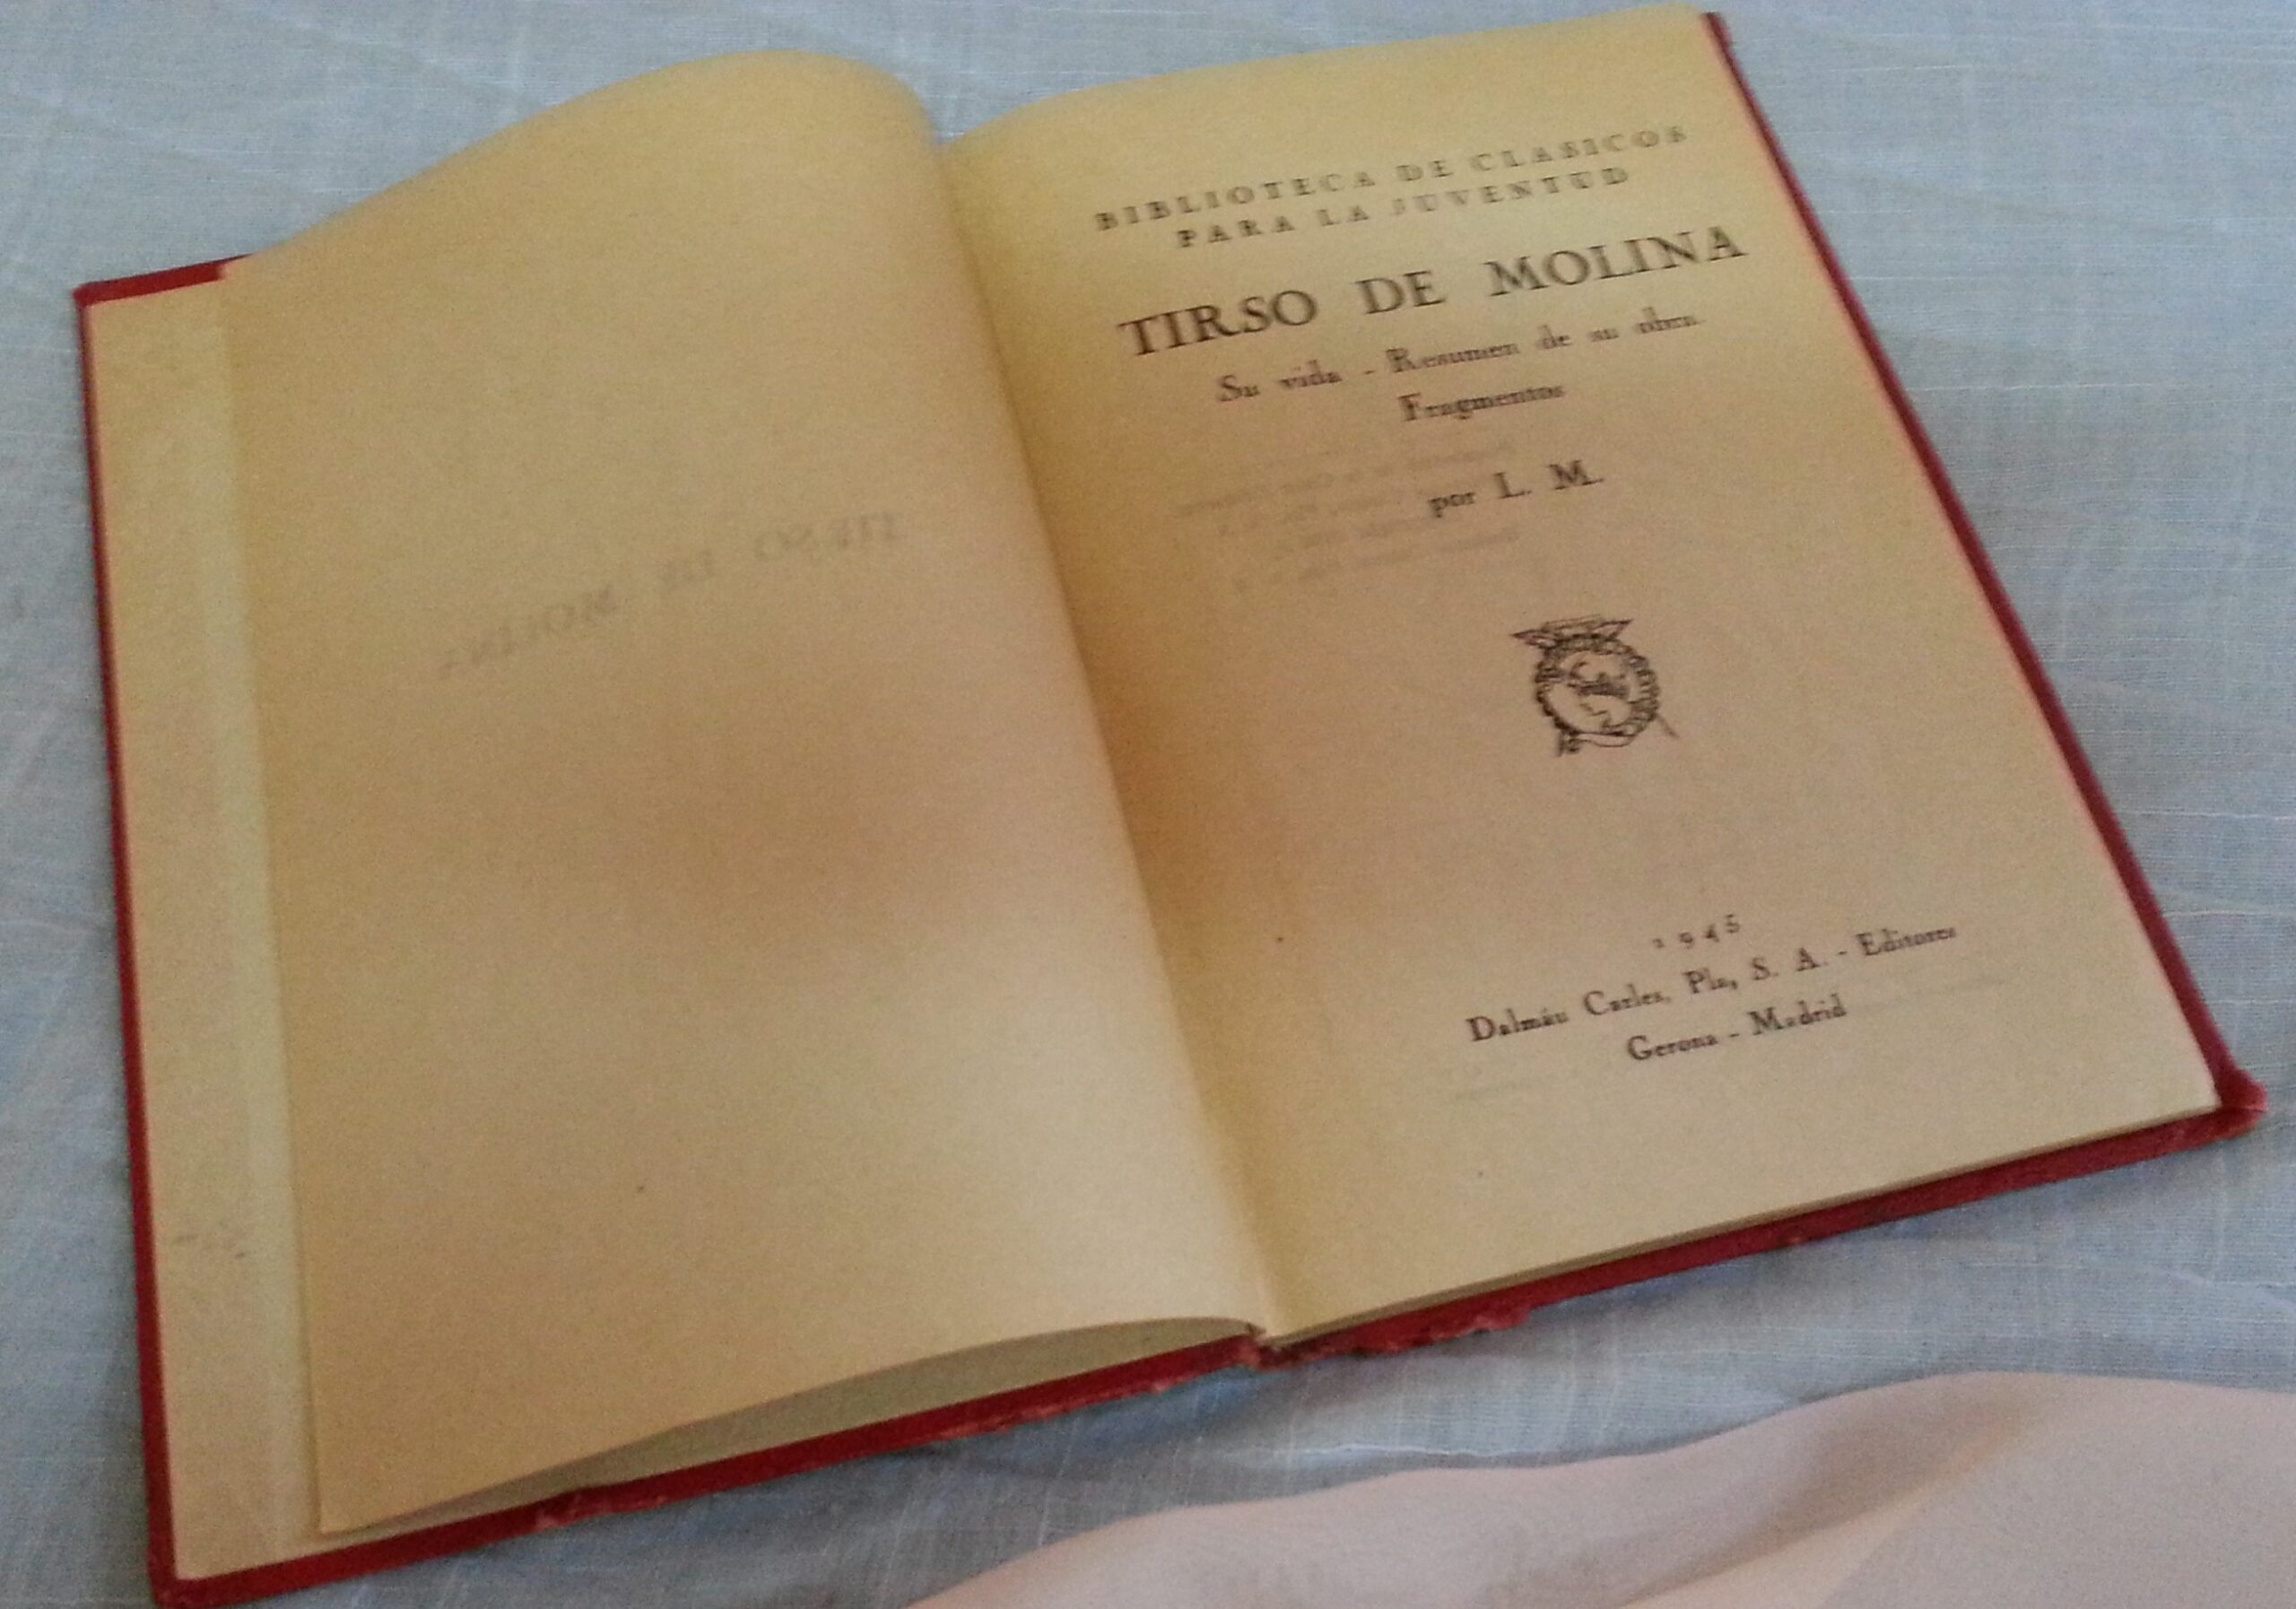 BIBLIOTECA DE CLASICOS
PARA LA JUVENTUD
TIRSO DE MOLINA
Su vida - Resumen de su obra
Fragmentos
por L. M.
1945
Dalmáu Carles, Pla, S. A. - Editores
Gerona - Madrid